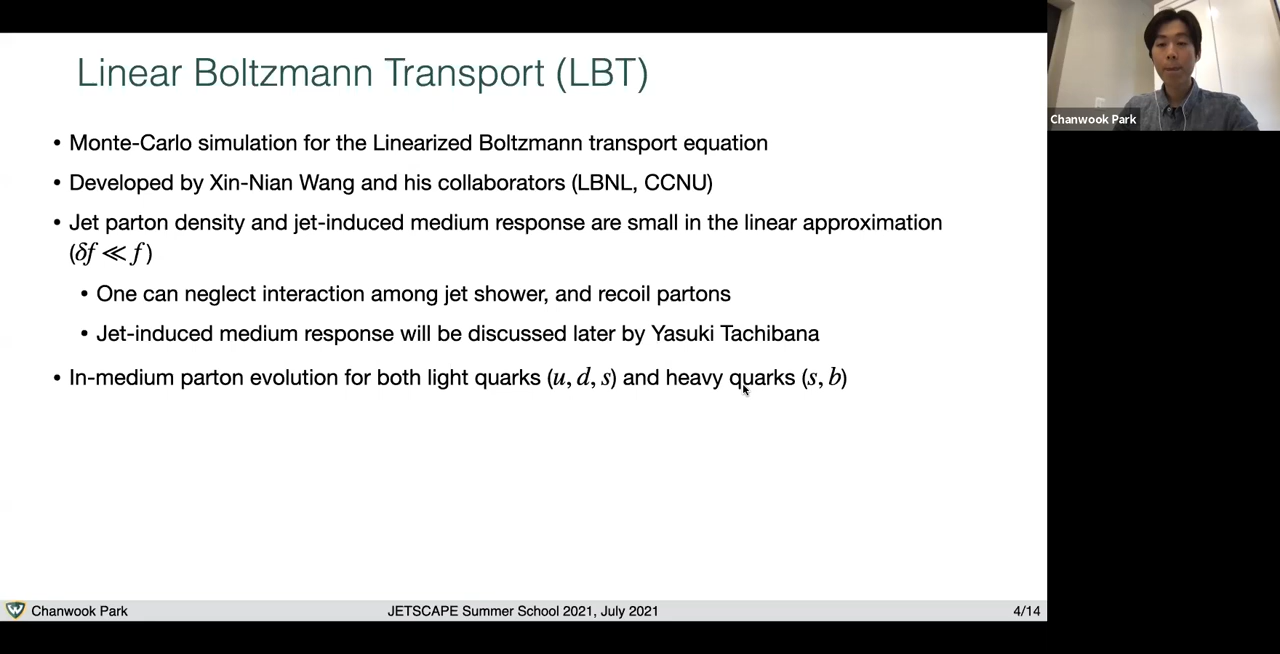 Linear Boltzmann Transport (LBT)
• Monte-Carlo simulation for the Linearized Boltzmann transport equation
• Developed by Xin-Nian Wang and his collaborators (LBNL, CCNU)
• Jet parton density and jet-induced medium response are small in the linear approximation
(δf ≪ f)
• One can neglect interaction among jet shower, and recoil partons
• Jet-induced medium response will be discussed later by Yasuki Tachibana
• In-medium parton evolution for both light quarks (u, d, s) and heavy quarks (s, b)
Chanwook Park
JETSCAPE Summer School 2021, July 2021
4/14
Chanwook Park